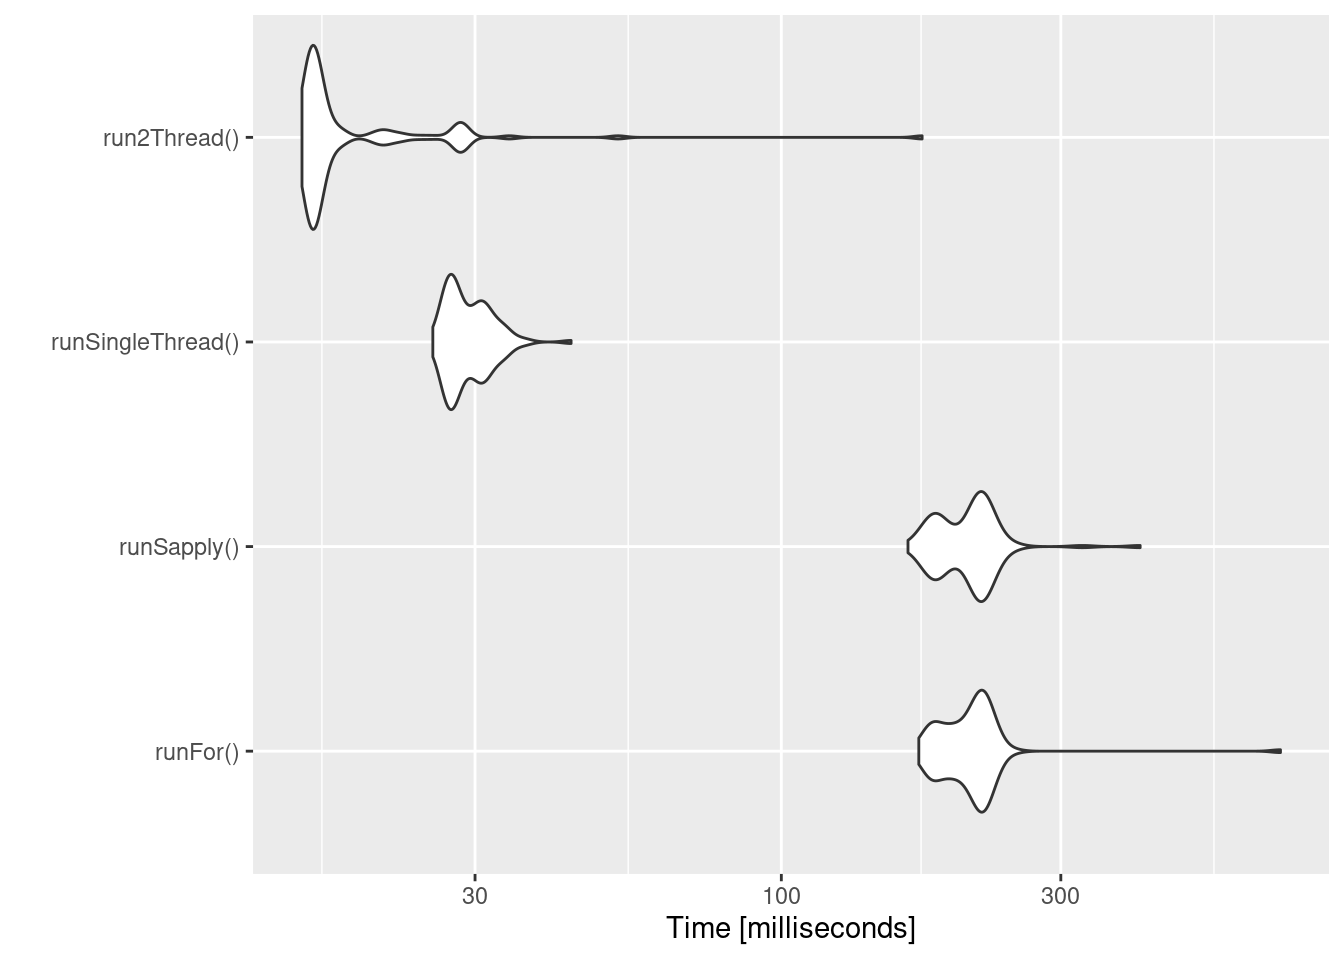 run2Thread()
runSingleThread()
runSapply()
runFor()
30
100
300
Time [milliseconds]